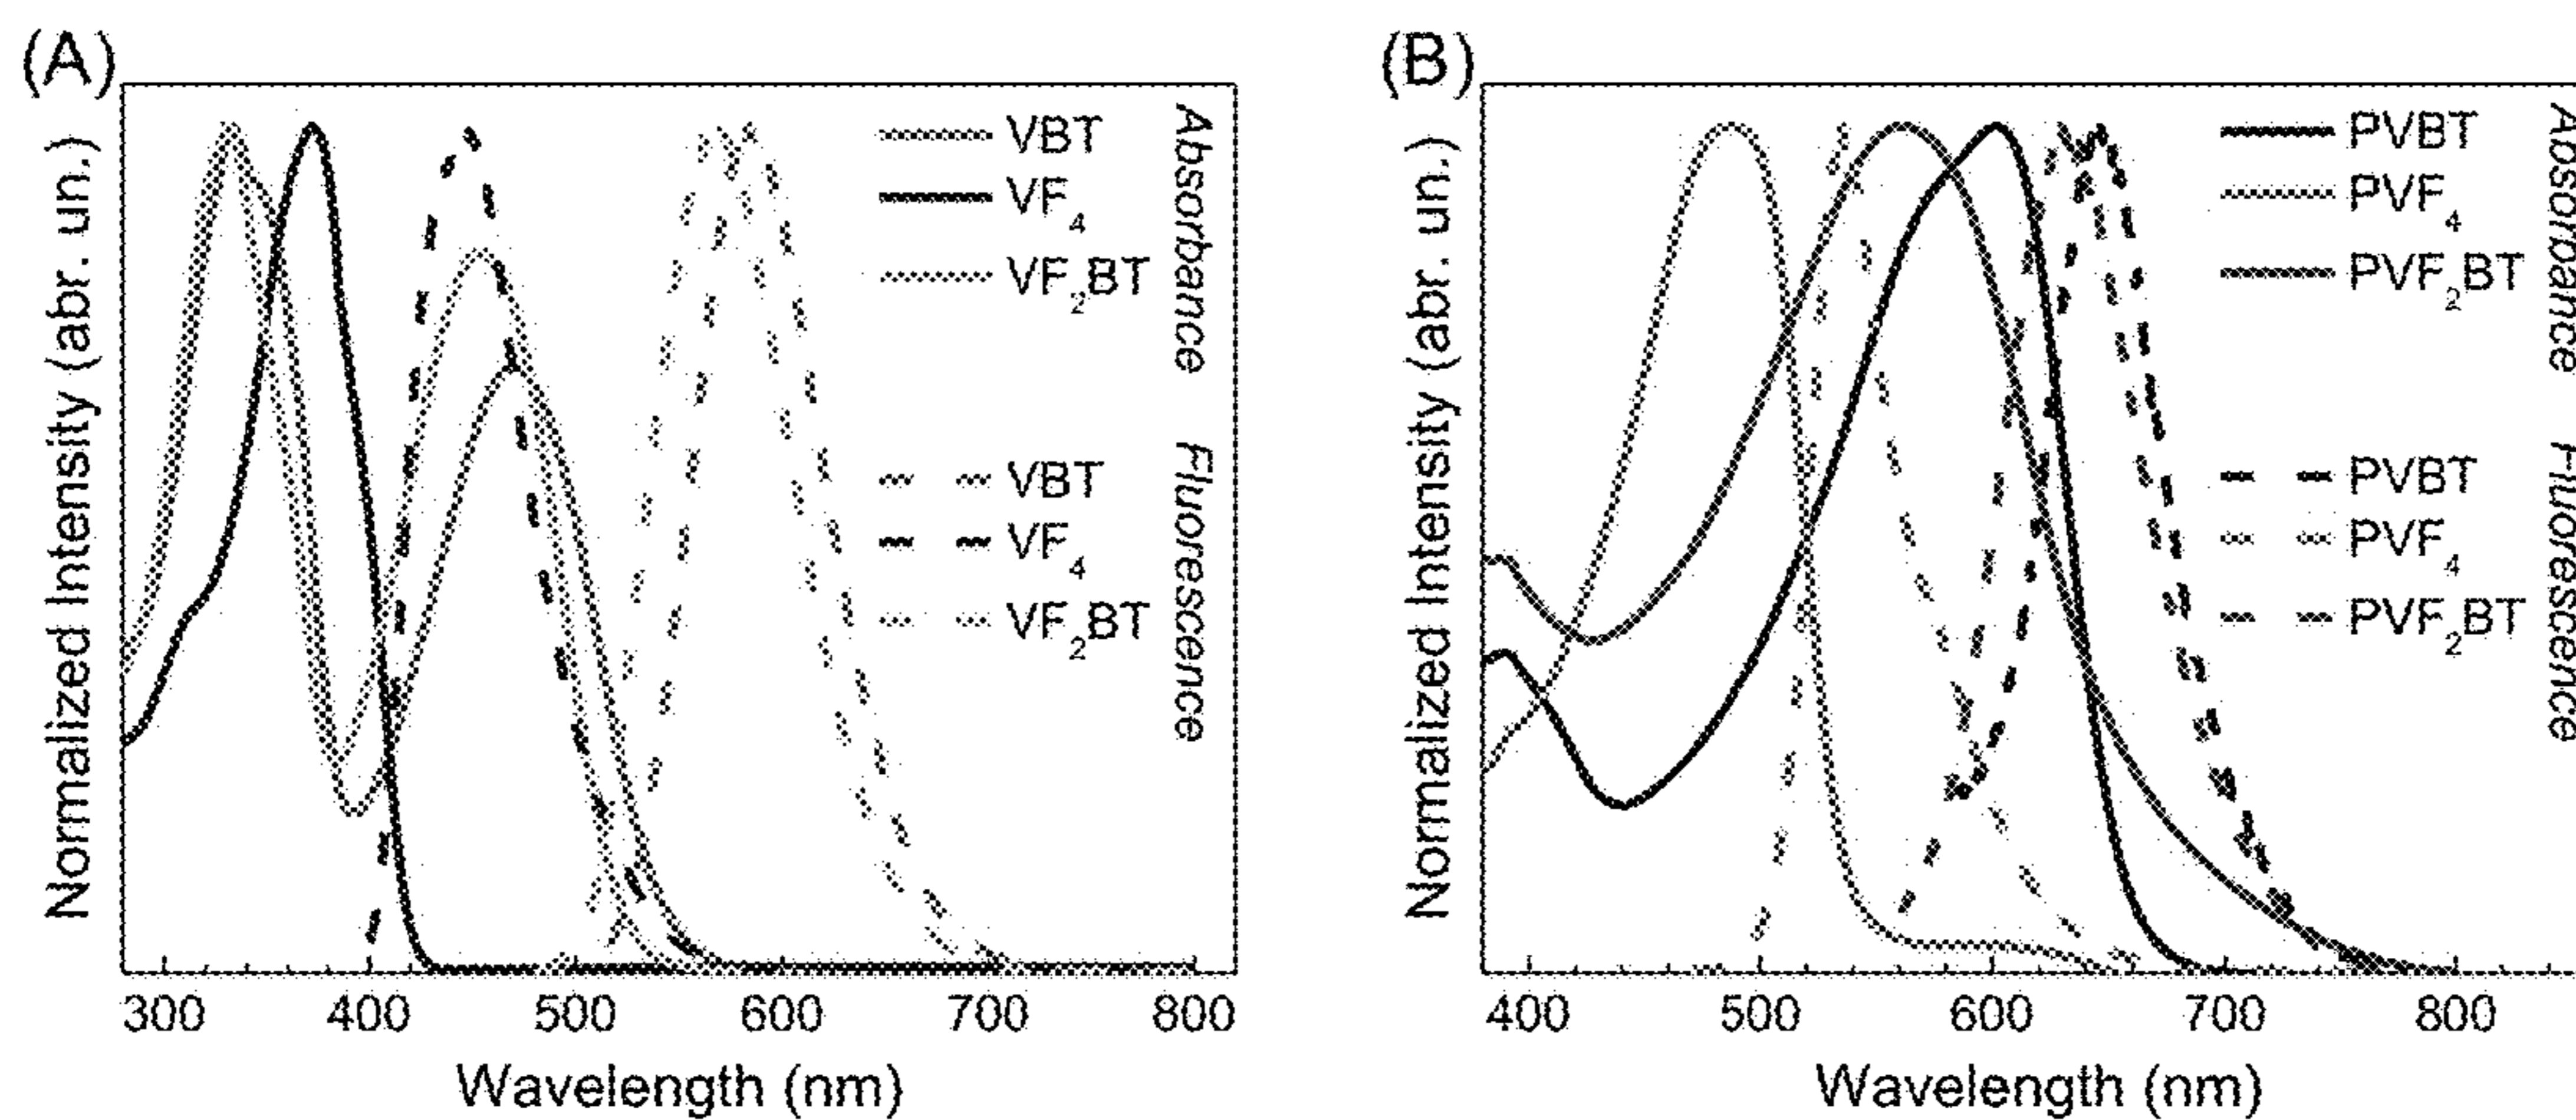 (A)
Normalized Intensity (abr. un.)
VBT
VF4
VF2BT
Absorbance
VBT
VF4
VF2BT
Fluorescence
300 400 500 600 700 800
Wavelength (nm)
(B)
Normalized Intensity (abr. un.)
PVBT
PVF4
PVF2BT
Absorbance
PVBT
PVF4
PVF2BT
Fluorescence
400 500 600 700 800
Wavelength (nm)